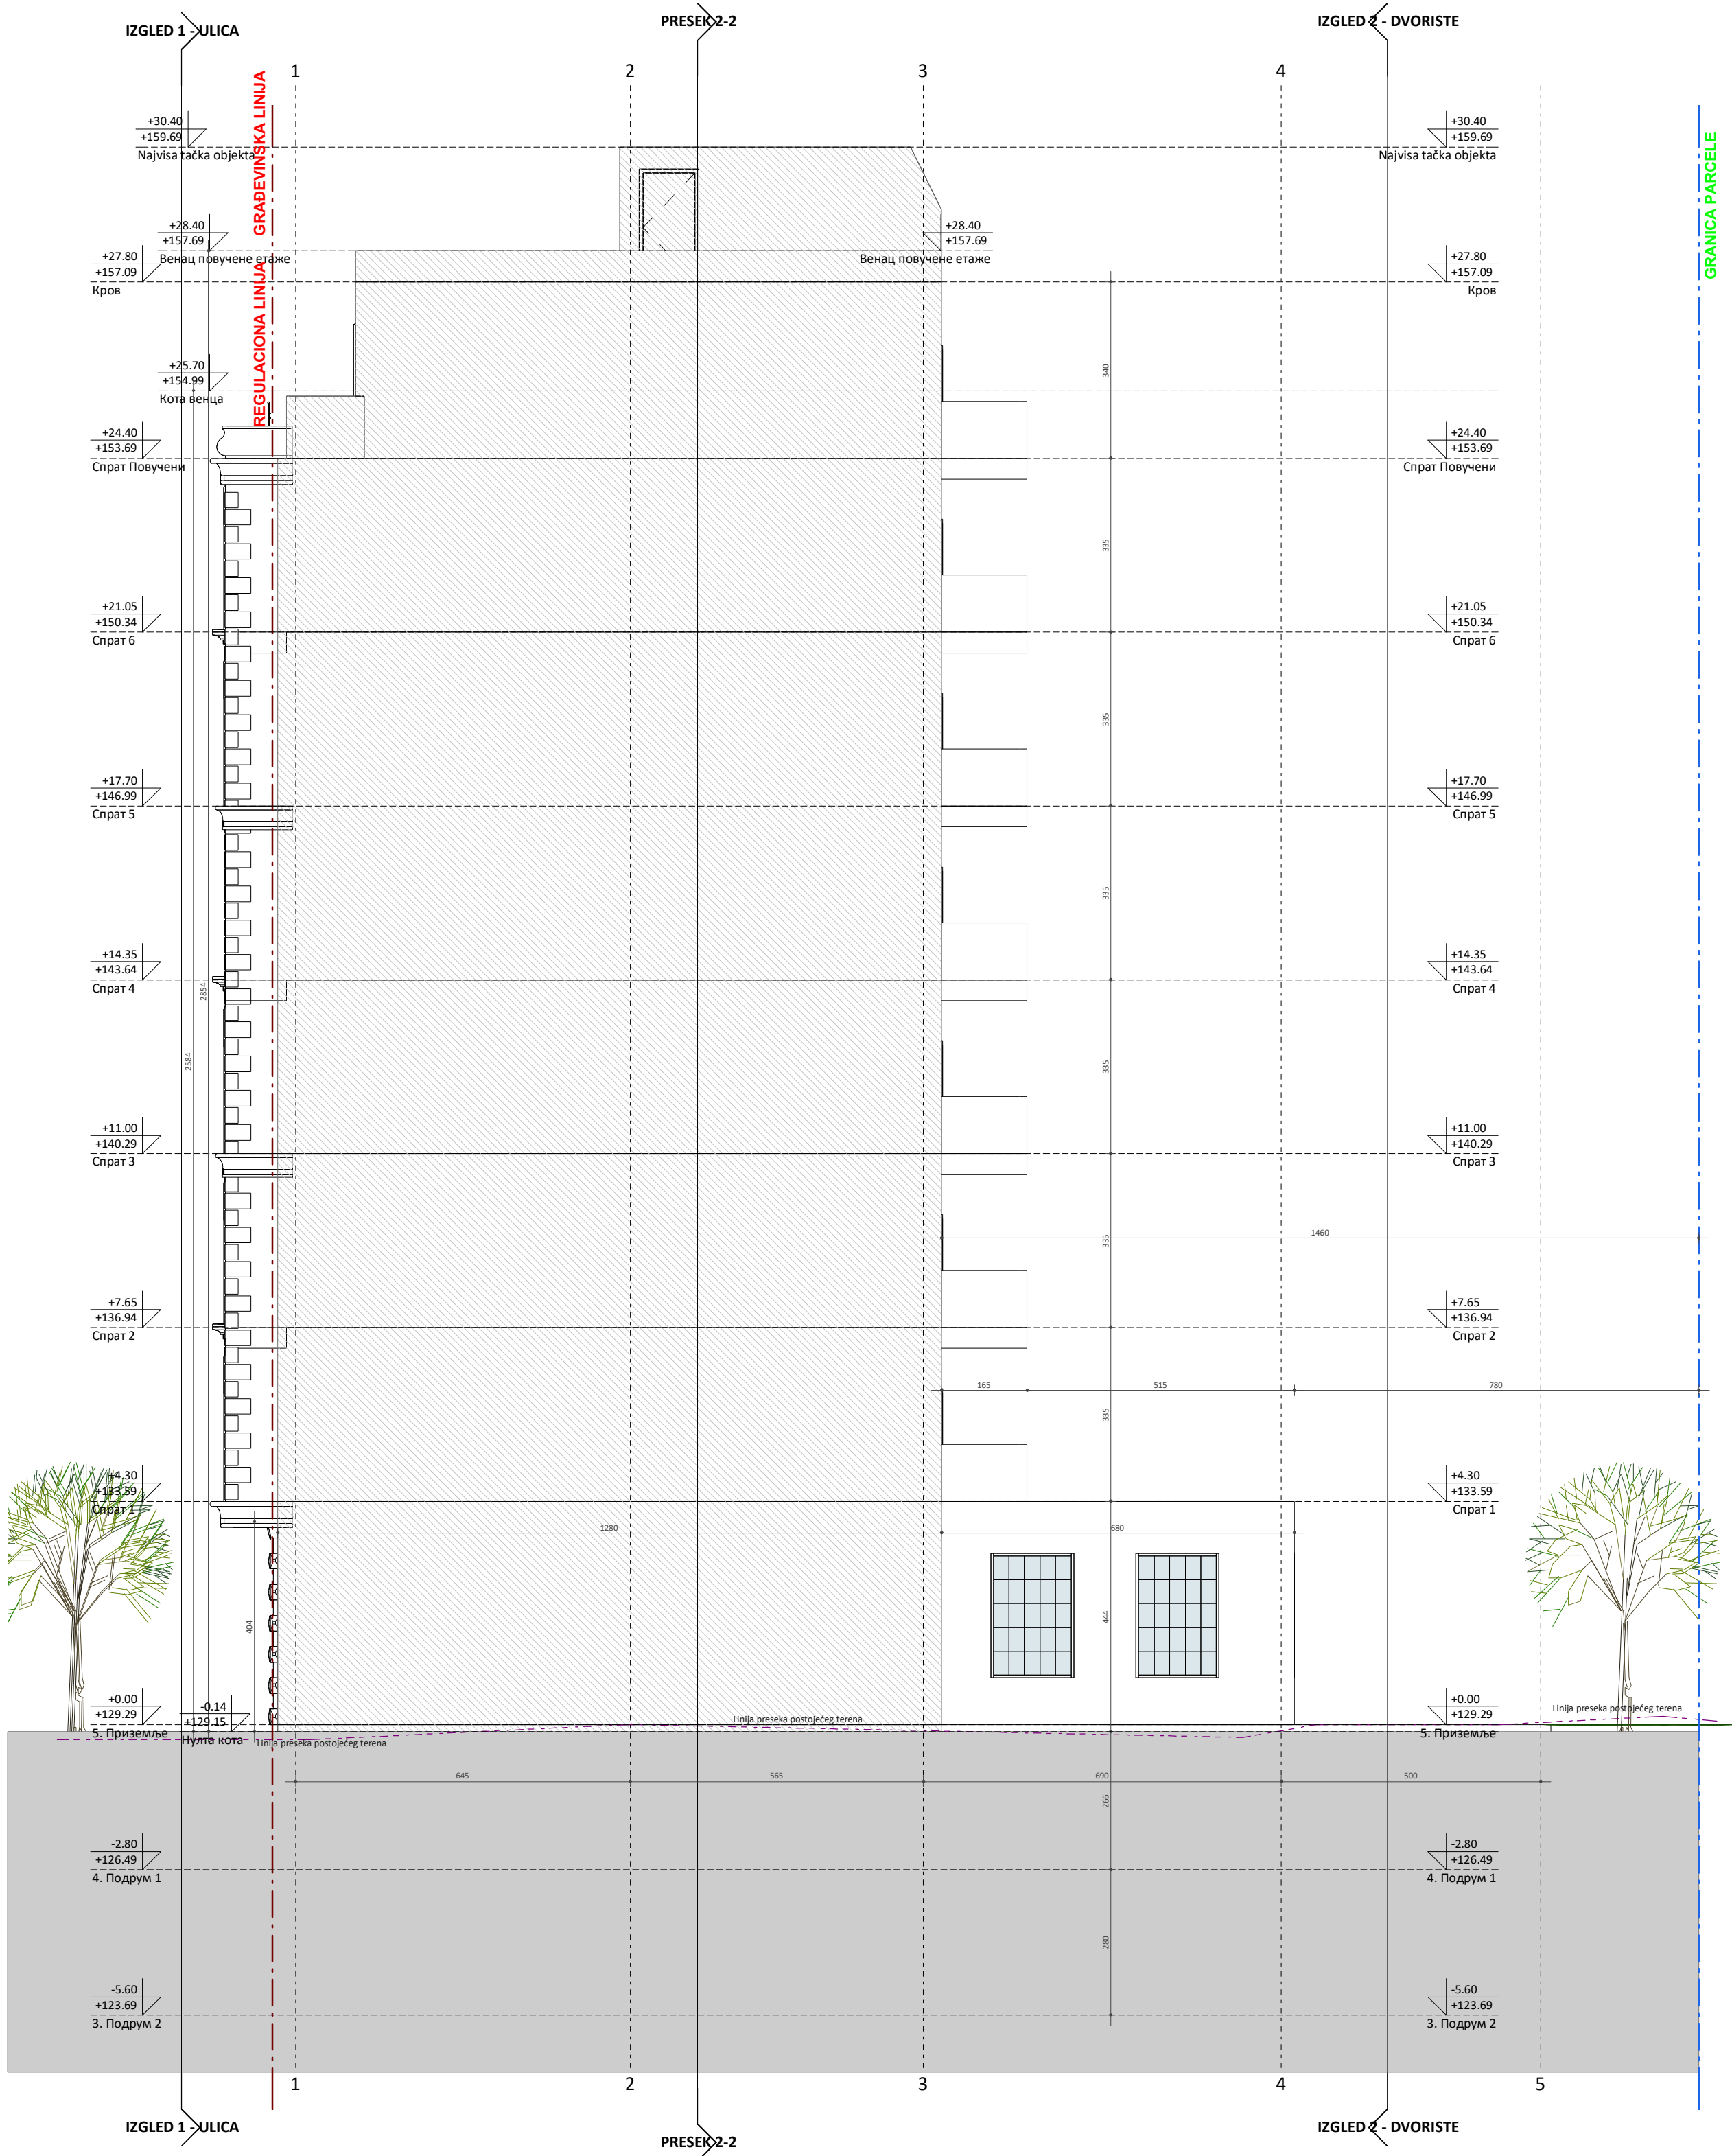 IZGLED 1 - ULICA
PRESEK 2-2
IZGLED 2 - DVORISTE
1
2
3
4
GRAĐEVINSKA LINIJA
REGULACIONA LINIJA
GRANICA PARCELE
+30.40
+159.69
Najvisa tačka objekta
+30.40
+159.69
Najvisa tačka objekta
+28.40
+157.69
Венац повучене етаже
+28.40
+157.69
Венац повучене етаже
+27.80
+157.09
Кров
+27.80
+157.09
Кров
340
+25.70
+154.99
Кота венца
+24.40
+153.69
Спрат Повучени
+24.40
+153.69
Спрат Повучени
335
+21.05
+150.34
Спрат 6
+21.05
+150.34
Спрат 6
335
+17.70
+146.99
Спрат 5
+17.70
+146.99
Спрат 5
335
+14.35
+143.64
Спрат 4
+14.35
+143.64
Спрат 4
2854
2584
335
+11.00
+140.29
Спрат 3
+11.00
+140.29
Спрат 3
335
1460
+7.65
+136.94
Спрат 2
+7.65
+136.94
Спрат 2
165
515
780
335
+4.30
+133.59
Спрат 1
+4.30
+133.59
Спрат 1
1280
680
404
444
+0.00
+129.29
5. Приземље
-0.14
+129.15
Нулта кота
Linija preseka postojećeg terena
Linija preseka postojećeg terena
+0.00
+129.29
5. Приземље
Linija preseka postojećeg terena
645
565
690
500
266
-2.80
+126.49
4. Подрум 1
-2.80
+126.49
4. Подрум 1
280
-5.60
+123.69
3. Подрум 2
-5.60
+123.69
3. Подрум 2
1
2
3
4
5
IZGLED 1 - ULICA
PRESEK 2-2
IZGLED 2 - DVORISTE